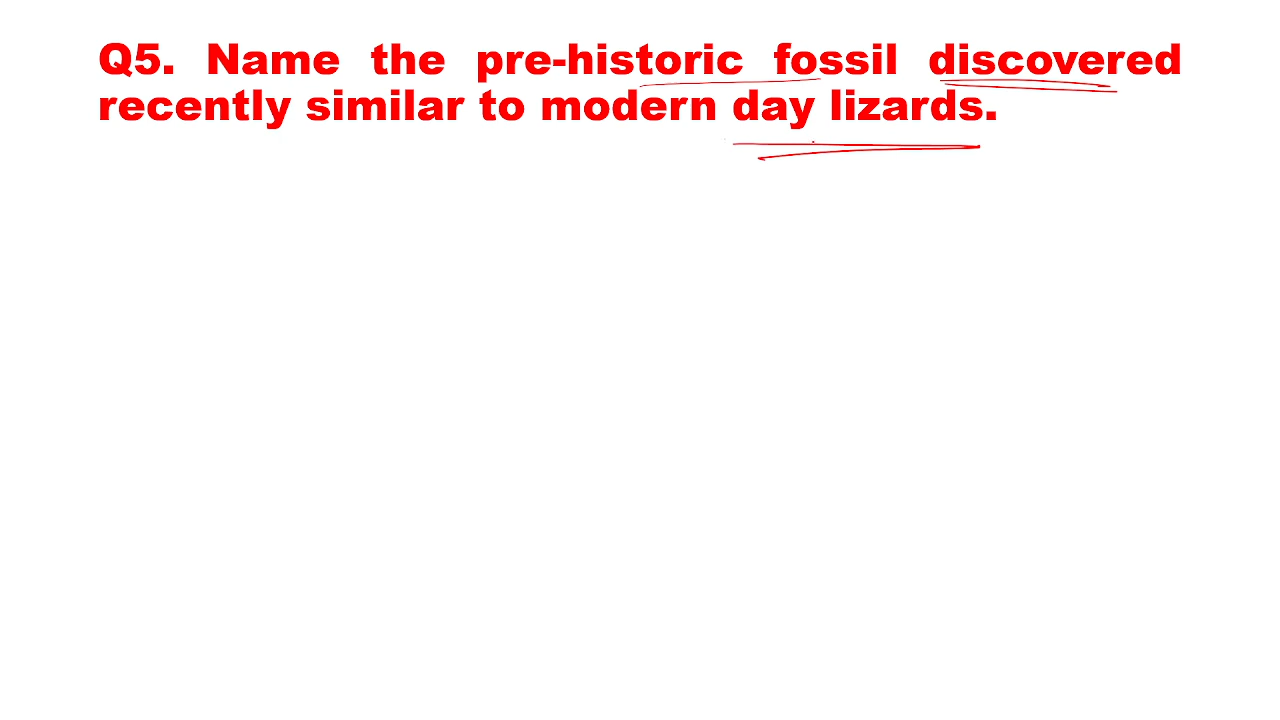 Q5. Name the pre-historic fossil discovered
recently similar to modern day lizards.